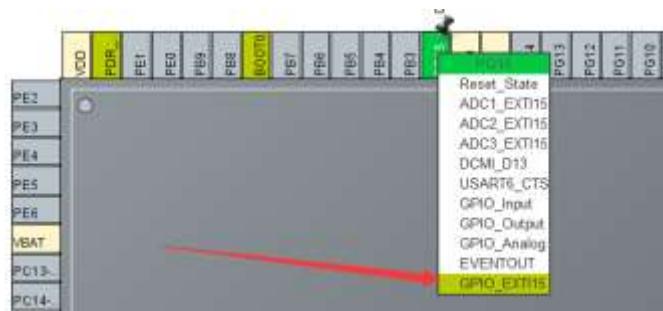 VDD
PDR_
PE1
PE0
PB9
PB8
BOOT0
PB7
PB6
PB5
PB4
PB3
PG13
PG12
PG11
PG10
PG15
Reset_State
ADC1_EXTI15
ADC2_EXTI15
ADC3_EXTI15
DCMI_D13
USART6_CTS
GPIO_Input
GPIO_Output
GPIO_Analog
EVENTOUT
GPIO_EXTI15
PE2
PE3
PE4
PE5
PE6
VBAT
PC13-
PC14-